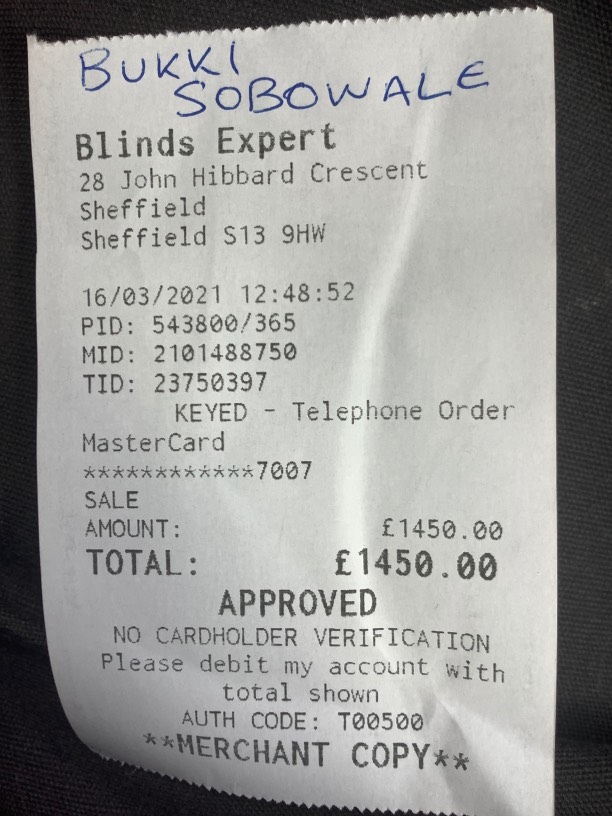 BUKKI
SOBOWALE
Blinds Expert
28 John Hibbard Crescent
Sheffield
Sheffield S13 9HW
16/03/2021 12:48:52
PID: 543800/365
MID: 2101488750
TID: 23750397
KEYED - Telephone Order
MasterCard
************7007
SALE
AMOUNT: £1450.00
TOTAL: £1450.00
APPROVED
NO CARDHOLDER VERIFICATION
Please debit my account with
total shown
AUTH CODE: T00500
**MERCHANT COPY**